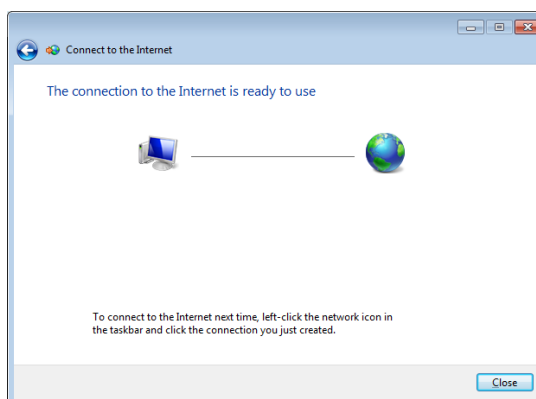 Connect to the Internet
The connection to the Internet is ready to use
To connect to the Internet next time, left-click the network icon in
the taskbar and click the connection you just created.
Close